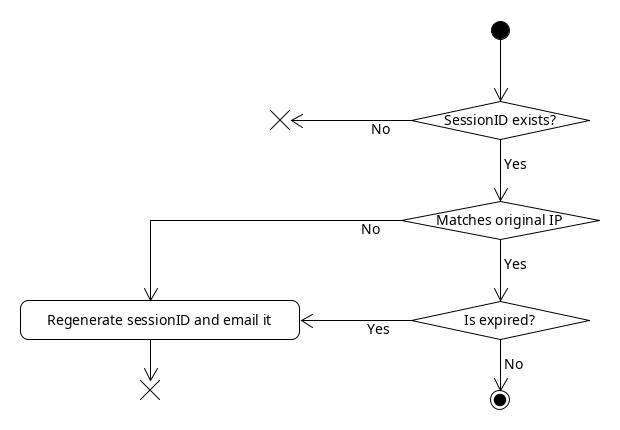 SessionID exists?
No
Yes
Matches original IP
No
Yes
Regenerate sessionID and email it
Yes
Is expired?
No